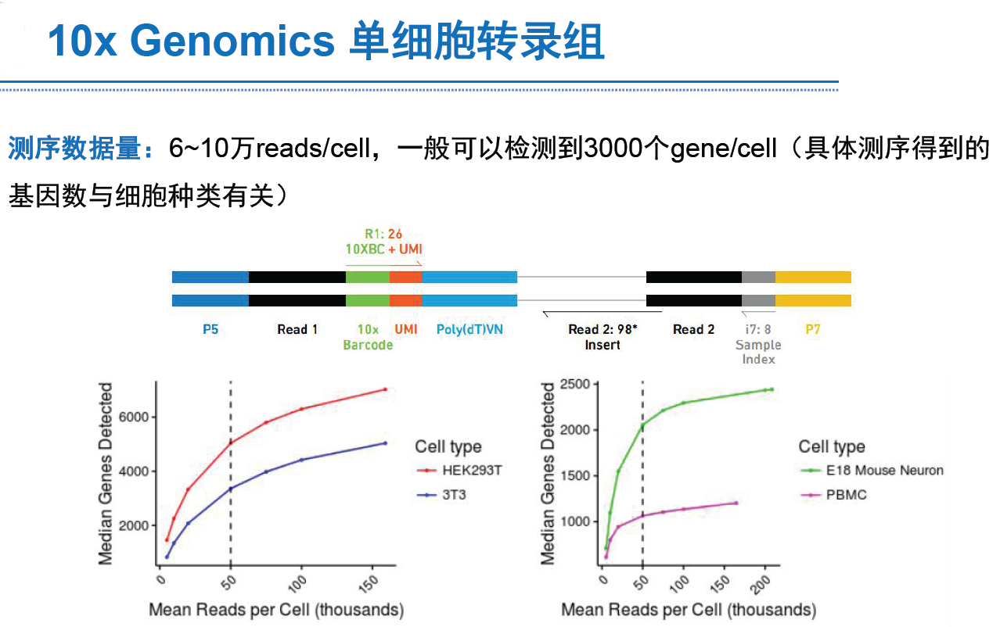 10x Genomics 单细胞转录组
测序数据量：6~10万reads/cell，一般可以检测到3000个gene/cell（具体测序得到的
基因数与细胞种类有关）
R1: 26
10XBC + UMI
P5
Read 1
10x
Barcode
UMI
Poly(dT)VN
Read 2: 98*
Insert
Read 2
i7: 8
Sample
Index
P7
Median Genes Detected
6000
4000
2000
0
50
100
150
Mean Reads per Cell (thousands)
Cell type
HEK293T
3T3
Median Genes Detected
2500
2000
1500
1000
0
50
100
150
200
Mean Reads per Cell (thousands)
Cell type
E18 Mouse Neuron
PBMC